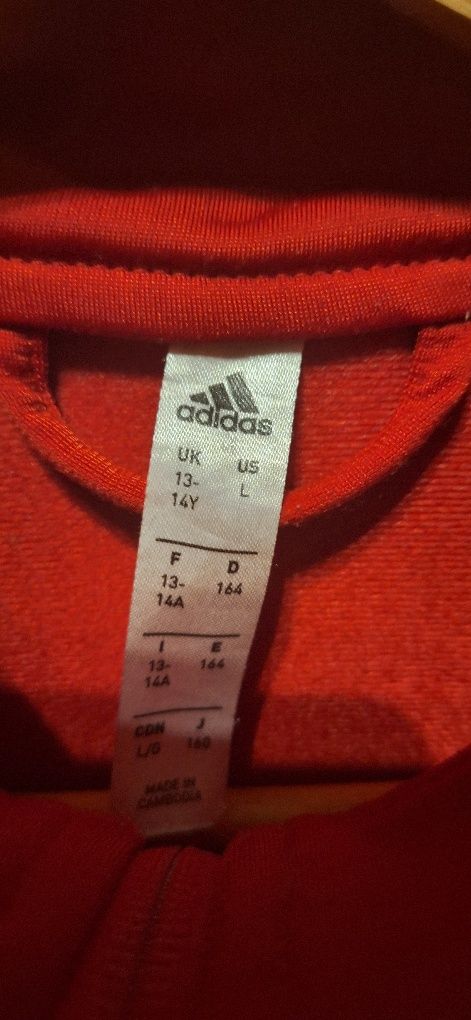 adidas
UK US
13-
14Y L
F D
13-
14A 164
I E
13-
14A 164
CDN J
L/G 160
MADE IN
CAMBODIA